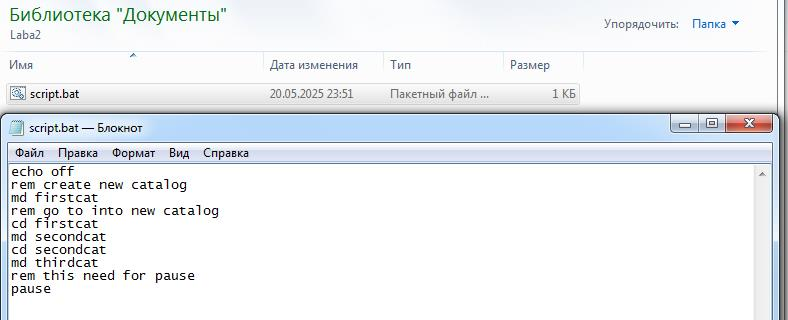 Библиотека "Документы"
Laba2
Упорядочить: Папка
Имя Дата изменения Тип Размер
script.bat 20.05.2025 23:51 Пакетный файл ... 1 КБ
script.bat — Блокнот
Файл Правка Формат Вид Справка
echo off
rem create new catalog
md firstcat
rem go to into new catalog
cd firstcat
md secondcat
cd secondcat
md thirdcat
rem this need for pause
pause